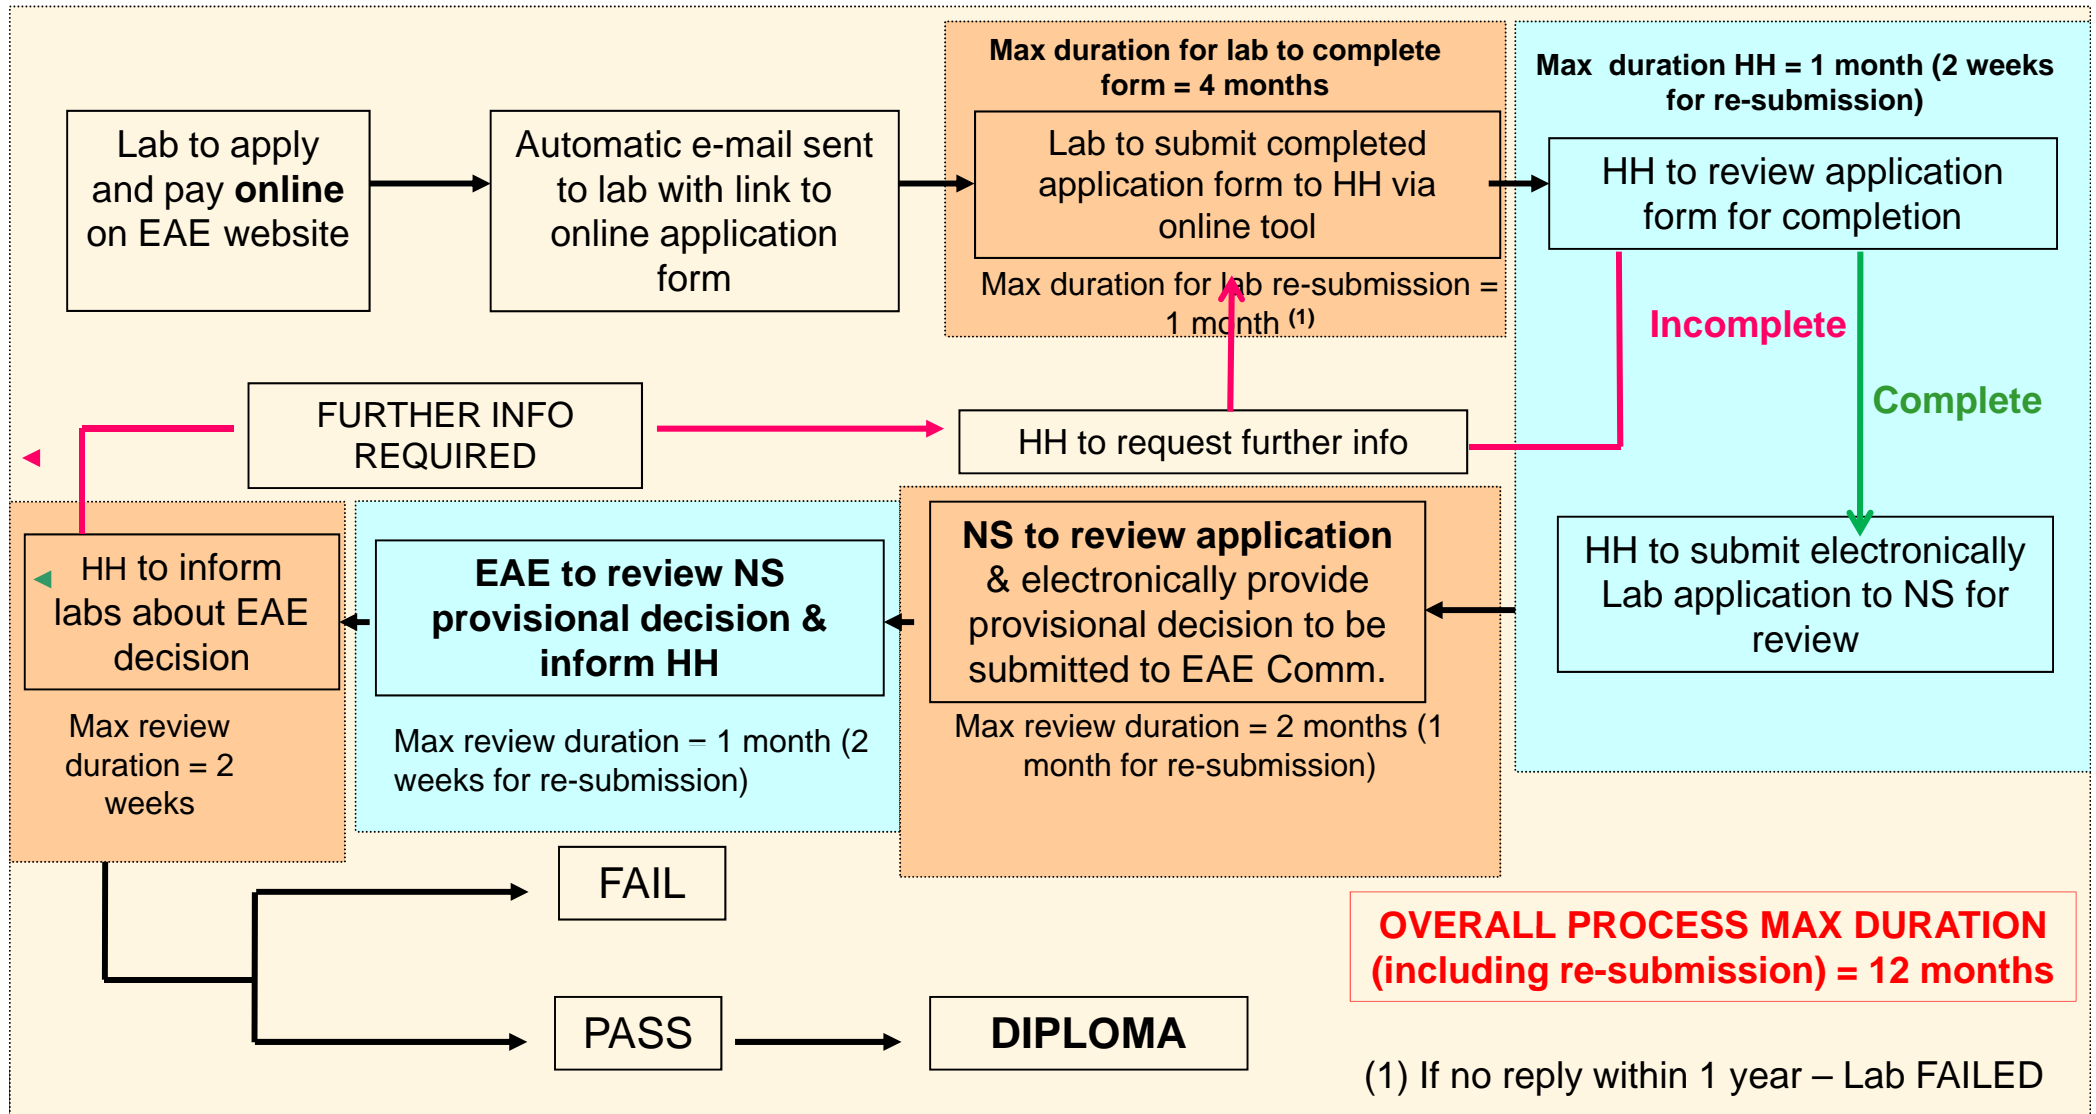 Max duration for lab to complete
form = 4 months
Max  duration HH = 1 month (2 weeks
for re-submission)
Lab to apply
and pay online
on EAE website
Automatic e-mail sent
to lab with link to
online application
form
Lab to submit completed
application form to HH via
online tool
HH to review application
form for completion
Max duration for lab re-submission =
1 month (1)
Incomplete
Complete
FURTHER INFO
REQUIRED
HH to request further info
HH to inform
labs about EAE
decision
EAE to review NS
provisional decision &
inform HH
NS to review application
& electronically provide
provisional decision to be
submitted to EAE Comm.
HH to submit electronically
Lab application to NS for
review
Max review
duration = 2
weeks
Max review duration = 1 month (2
weeks for re-submission)
Max review duration = 2 months (1
month for re-submission)
FAIL
OVERALL PROCESS MAX DURATION
(including re-submission) = 12 months
PASS
DIPLOMA
(1) If no reply within 1 year – Lab FAILED